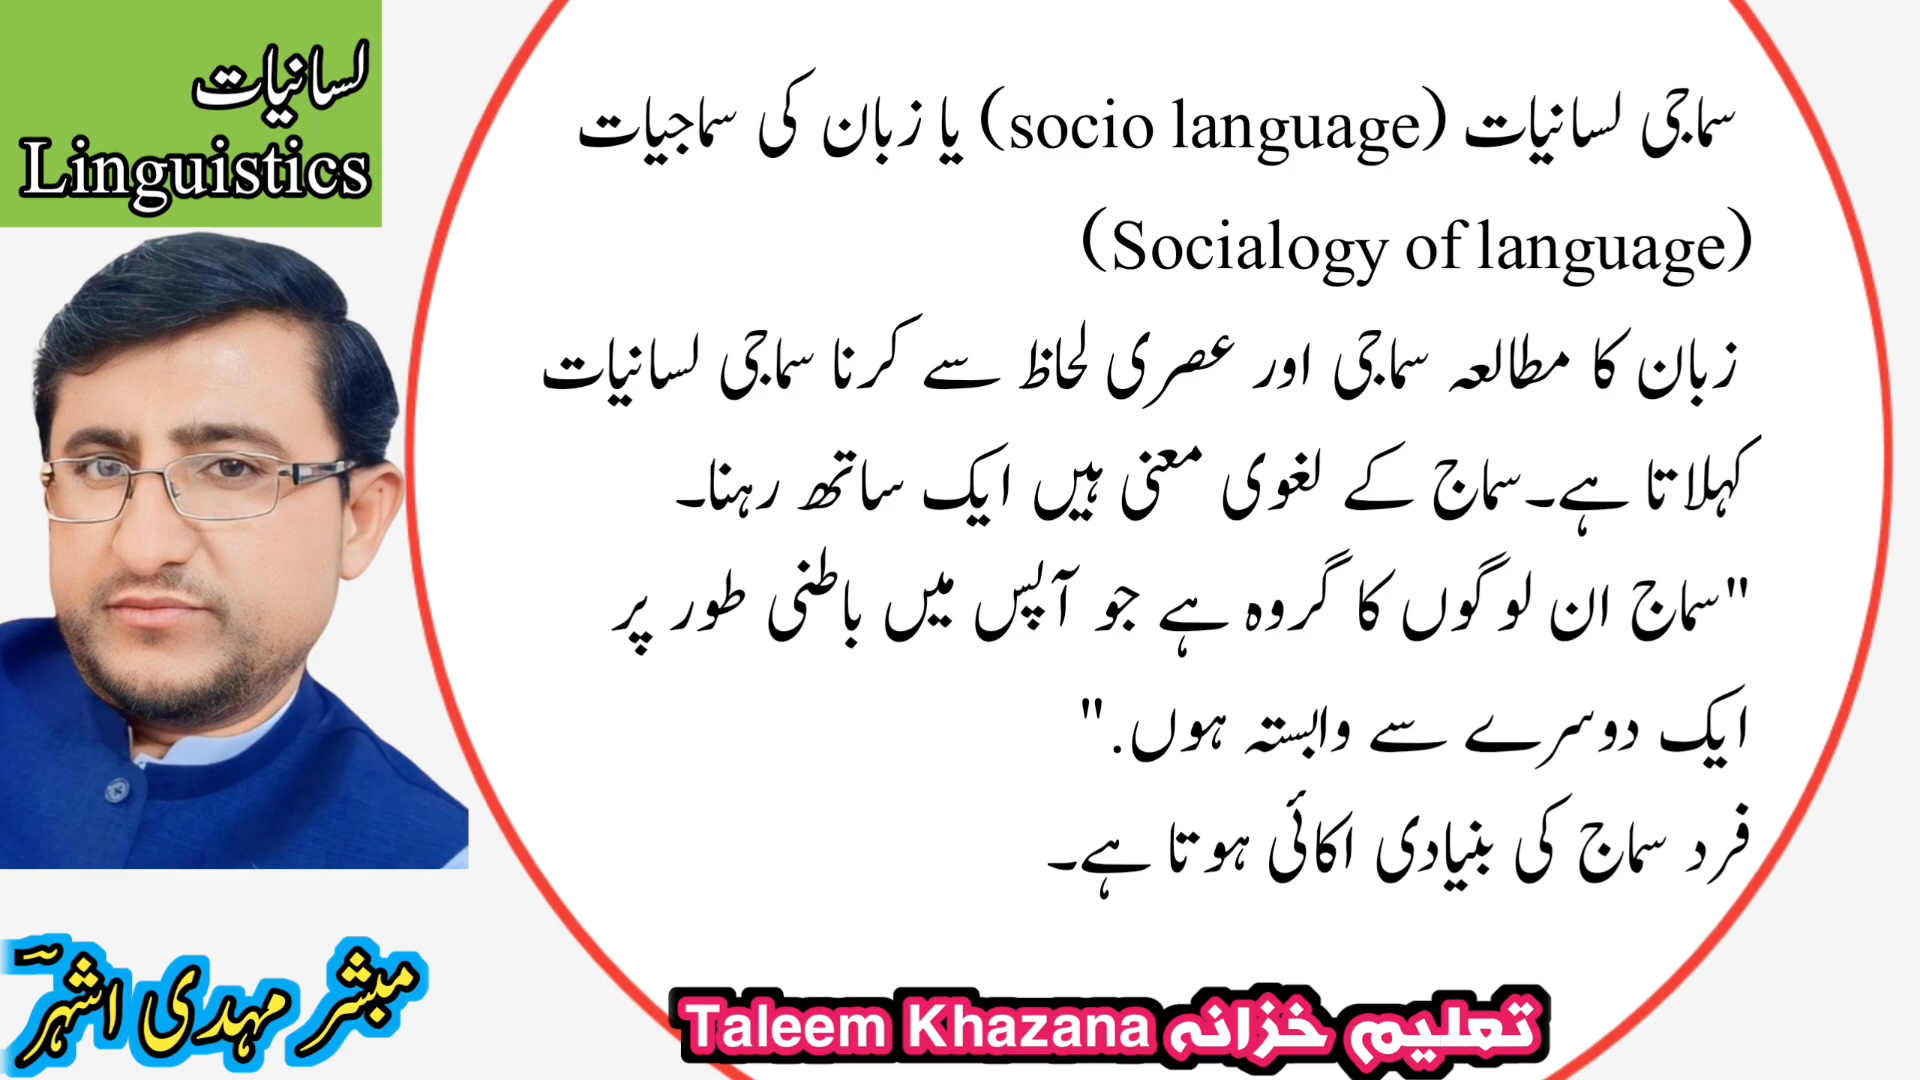 لسانیات
Linguistics
سماجی لسانیات (socio language) یا زبان کی سماجیات
(Socialogy of language)
زبان کا مطالعہ سماجی اور عصری لحاظ سے کرنا سماجی لسانیات
کہلاتا ہے۔سماج کے لغوی معنی ہیں ایک ساتھ رہنا۔
"سماج ان لوگوں کا گروہ ہے جو آپس میں باطنی طور پر
ایک دوسرے سے وابستہ ہوں."
فرد سماج کی بنیادی اکائی ہوتا ہے۔
مبشر مہدی اشہرؔ
Taleem Khazana تعلیم خزانہ